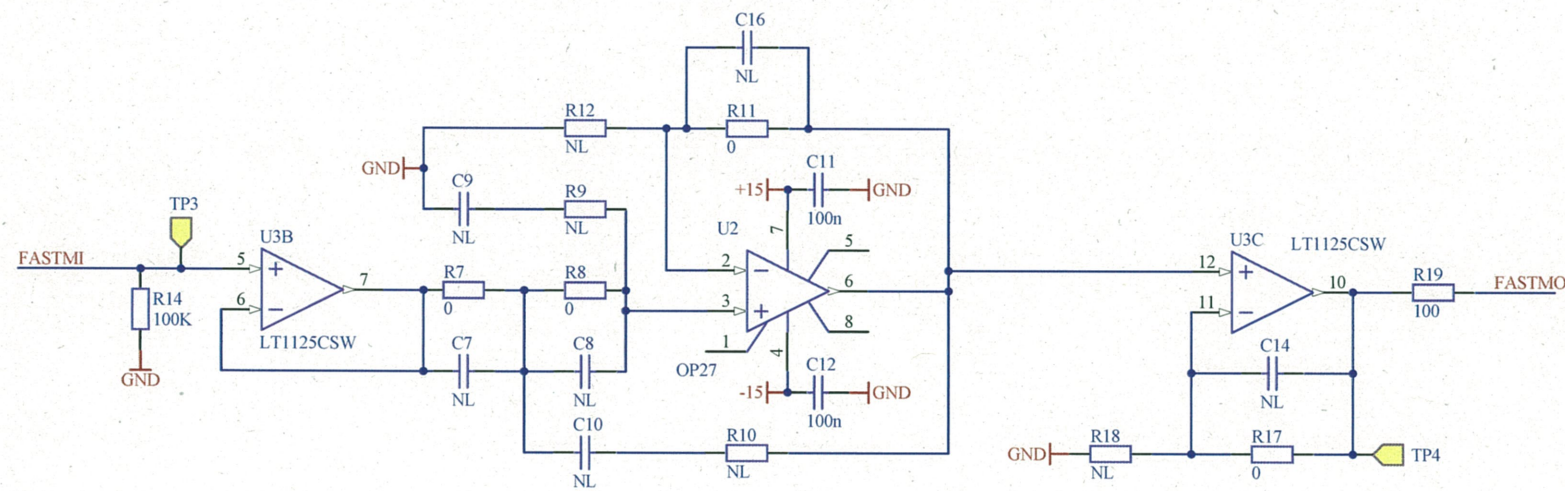 C16
NL
R12
NL
R11
0
GND
C9
NL
R9
NL
+15
C11
100n
GND
TP3
FASTMI
R14
100K
GND
U3B
5
6
7
+
−
LT1125CSW
R7
0
R8
0
C7
NL
C8
NL
C10
NL
R10
NL
U2
2
3
−
+
7
5
6
8
1
4
OP27
-15
C12
100n
GND
U3C
LT1125CSW
12
11
+
−
10
R19
100
FASTMO
C14
NL
GND
R18
NL
R17
0
TP4